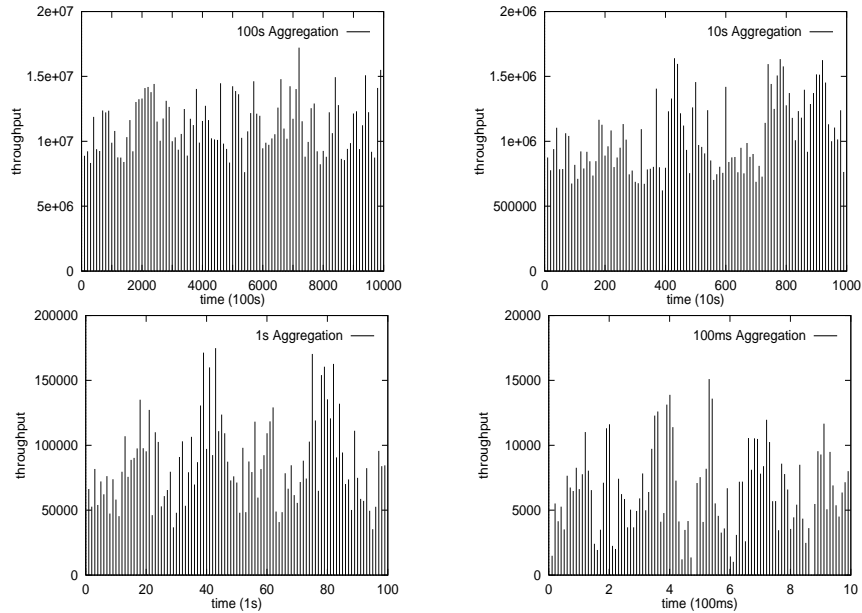 2e+07
100s Aggregation
1.5e+07
throughput
1e+07
5e+06
0
0 2000 4000 6000 8000 10000
time (100s)
2e+06
10s Aggregation
1.5e+06
throughput
1e+06
500000
0
0 200 400 600 800 1000
time (10s)
200000
1s Aggregation
150000
throughput
100000
50000
0
0 20 40 60 80 100
time (1s)
20000
100ms Aggregation
15000
throughput
10000
5000
0
0 2 4 6 8 10
time (100ms)